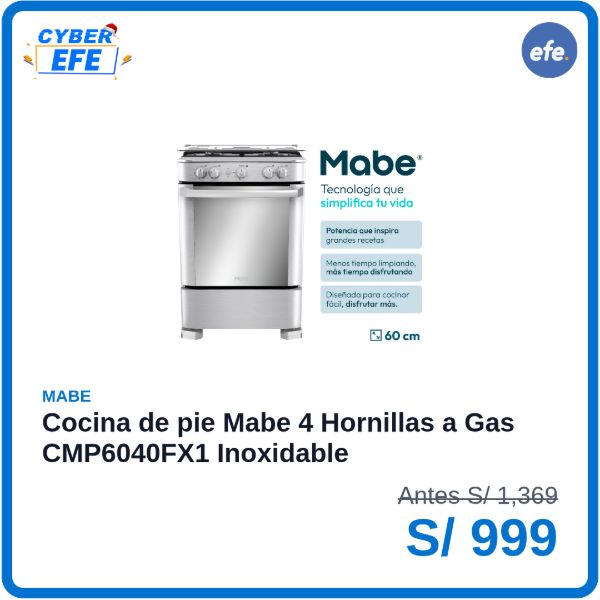 CYBER
EFE
efe.
Mabe®
Tecnología que
simplifica tu vida
Potencia que inspira
grandes recetas
Menos tiempo limpiando,
más tiempo disfrutando
Diseñada para cocinar
fácil, disfrutar más.
60 cm
MABE
Cocina de pie Mabe 4 Hornillas a Gas
CMP6040FX1 Inoxidable
Antes S/ 1,369
S/ 999